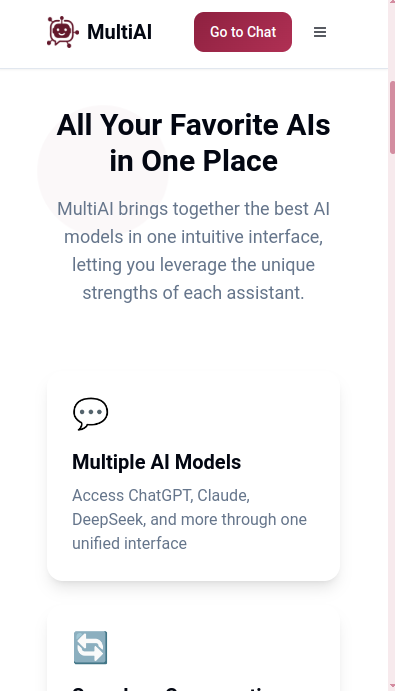 MultiAI
Go to Chat
All Your Favorite AIs
in One Place
MultiAI brings together the best AI
models in one intuitive interface,
letting you leverage the unique
strengths of each assistant.
Multiple AI Models
Access ChatGPT, Claude,
DeepSeek, and more through one
unified interface